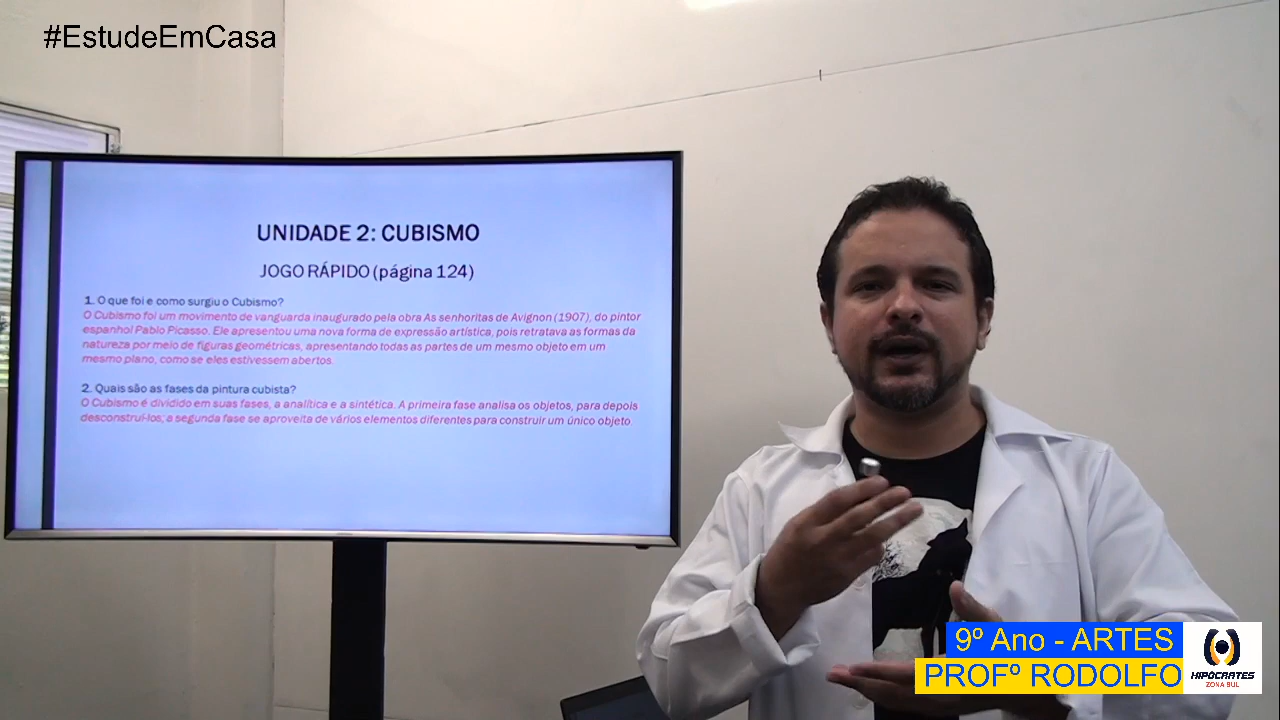 #EstudeEmCasa
UNIDADE 2: CUBISMO
JOGO RÁPIDO (página 124)
1. O que foi e como surgiu o Cubismo?
O Cubismo foi um movimento de vanguarda inaugurado pela obra As senhoritas de Avignon (1907), do pintor
espanhol Pablo Picasso. Ele apresentou uma nova forma de expressão artística, pois retratava as formas da
natureza por meio de figuras geométricas, apresentando todas as partes de um mesmo objeto em um
mesmo plano, como se eles estivessem abertos.
2. Quais são as fases da pintura cubista?
O Cubismo é dividido em suas fases, a analítica e a sintética. A primeira fase analisa os objetos, para depois
desconstruí-los; a segunda fase se aproveita de vários elementos diferentes para construir um único objeto.
9º Ano - ARTES
PROFº RODOLFO
HIPÓCRATES
ZONA SUL